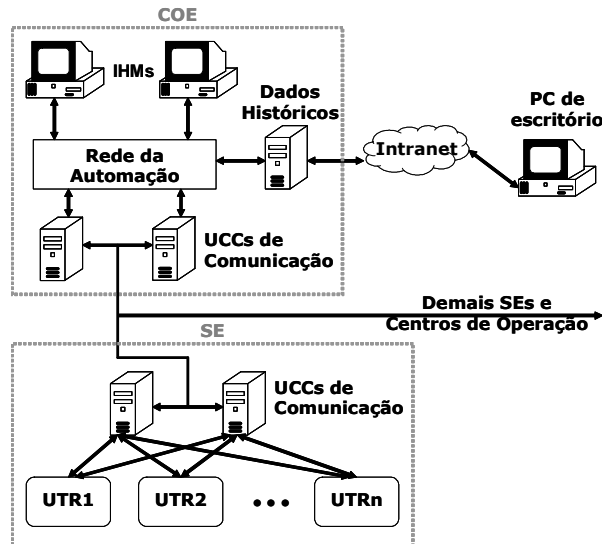 COE
IHMs
Dados
Históricos
PC de
escritório
Rede da
Automação
Intranet
UCCs de
Comunicação
Demais SEs e
Centros de Operação
SE
UCCs de
Comunicação
UTR1
UTR2
...
UTRn